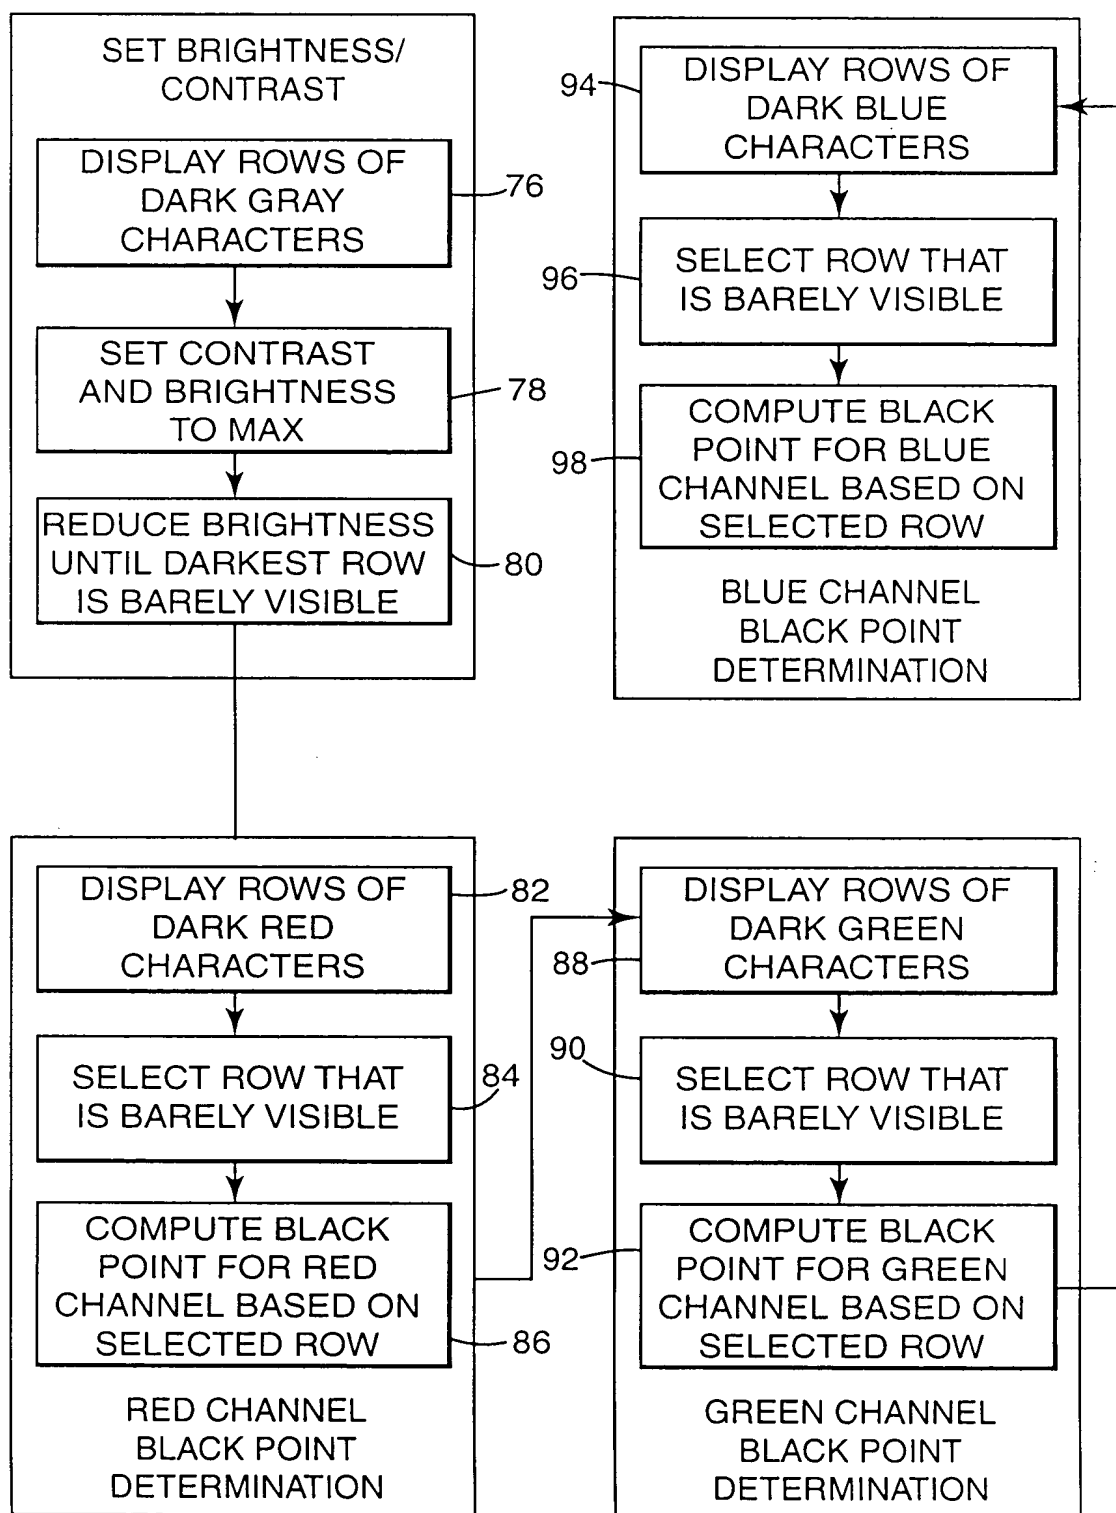 SET BRIGHTNESS/
CONTRAST
DISPLAY ROWS OF
DARK GRAY
CHARACTERS
76
SET CONTRAST
AND BRIGHTNESS
TO MAX
78
REDUCE BRIGHTNESS
UNTIL DARKEST ROW
IS BARELY VISIBLE
80
DISPLAY ROWS OF
DARK RED
CHARACTERS
82
SELECT ROW THAT
IS BARELY VISIBLE
84
COMPUTE BLACK
POINT FOR RED
CHANNEL BASED ON
SELECTED ROW
86
RED CHANNEL
BLACK POINT
DETERMINATION
DISPLAY ROWS OF
DARK GREEN
CHARACTERS
88
SELECT ROW THAT
IS BARELY VISIBLE
90
COMPUTE BLACK
POINT FOR GREEN
CHANNEL BASED ON
SELECTED ROW
92
GREEN CHANNEL
BLACK POINT
DETERMINATION
DISPLAY ROWS OF
DARK BLUE
CHARACTERS
94
SELECT ROW THAT
IS BARELY VISIBLE
96
COMPUTE BLACK
POINT FOR BLUE
CHANNEL BASED ON
SELECTED ROW
98
BLUE CHANNEL
BLACK POINT
DETERMINATION